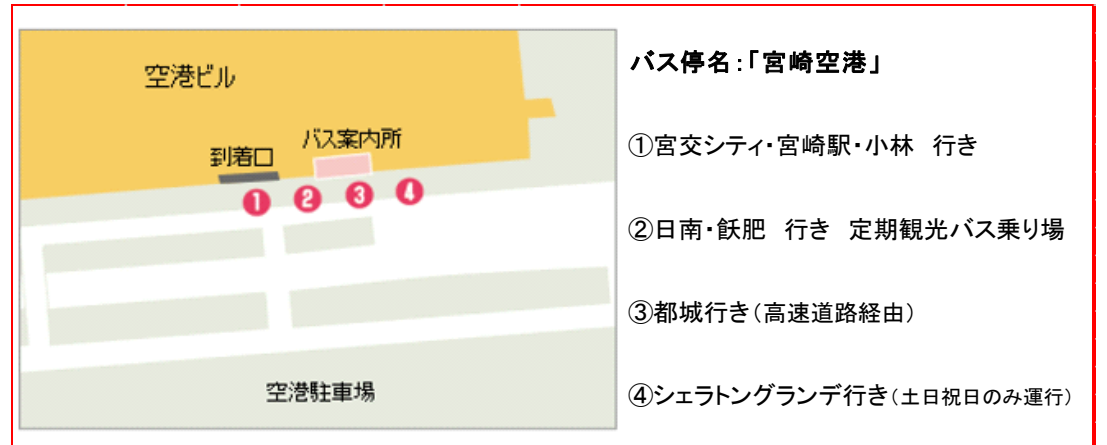 空港ビル
バス案内所
到着口
❶ ❷ ❸ ❹
空港駐車場
バス停名:「宮崎空港」
①宮交シティ・宮崎駅・小林 行き
②日南・飫肥 行き 定期観光バス乗り場
③都城行き(高速道路経由)
④シェラトングランデ行き(土日祝日のみ運行)